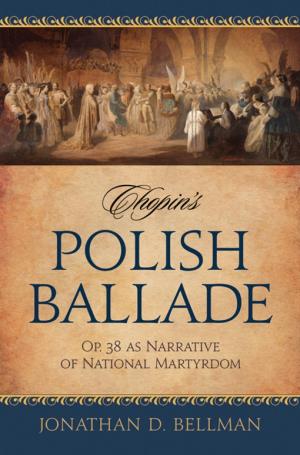 Chopin's
POLISH
BALLADE
OP. 38 AS NARRATIVE
OF NATIONAL MARTYRDOM
JONATHAN D. BELLMAN